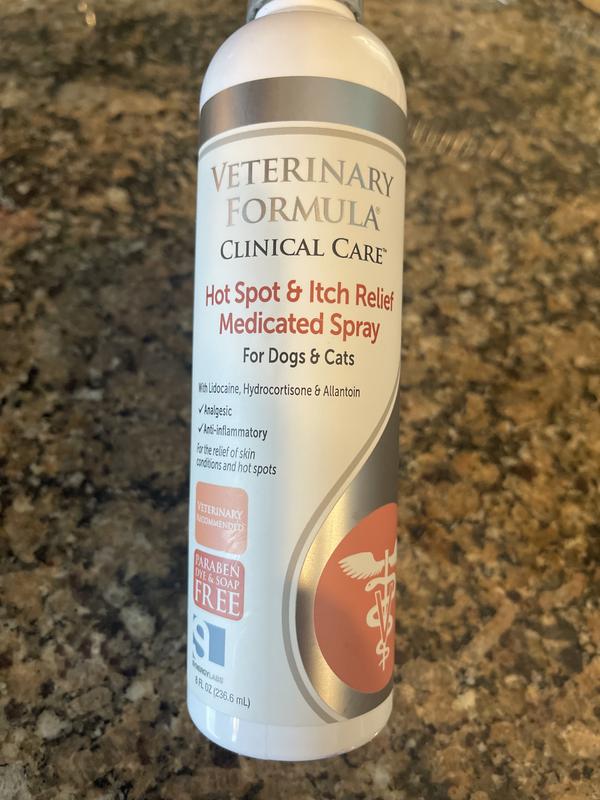 VETERINARY
FORMULA®
CLINICAL CARE™
Hot Spot & Itch Relief
Medicated Spray
For Dogs & Cats
With Lidocaine, Hydrocortisone & Allantoin
✓ Analgesic
✓ Anti-inflammatory
For the relief of skin
conditions and hot spots
VETERINARY
RECOMMENDED
PARABEN
DYE & SOAP
FREE
SYNERGYLABS
8 FL OZ (236.6 mL)